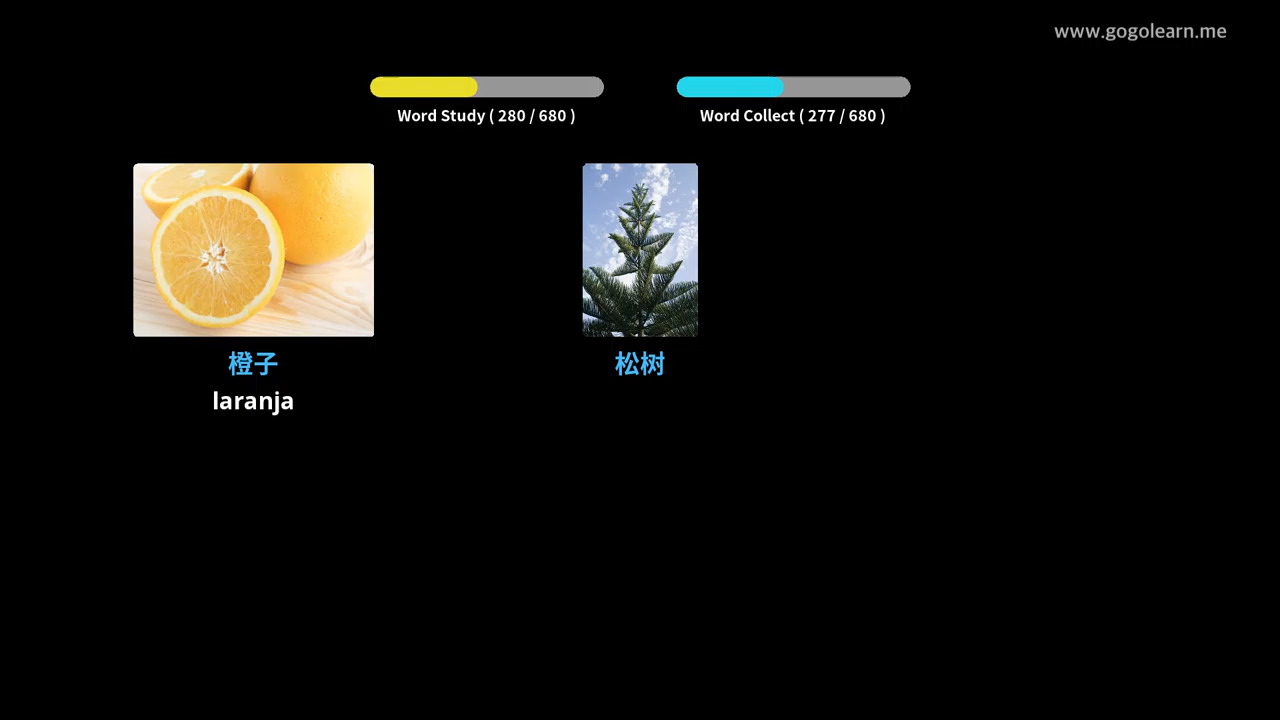 www.gogolearn.me
Word Study ( 280 / 680 )
Word Collect ( 277 / 680 )
橙子
松树
laranja